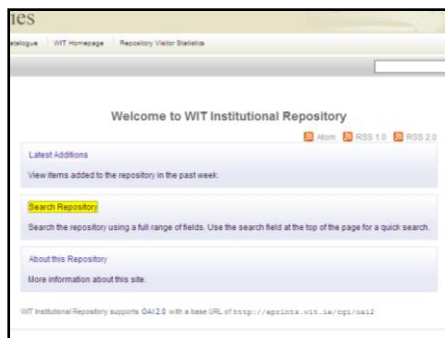 ies
atalogue WIT Homepage Repository Visitor Statistics
Welcome to WIT Institutional Repository
Atom RSS 1.0 RSS 2.0
Latest Additions
View items added to the repository in the past week.
Search Repository
Search the repository using a full range of fields. Use the search field at the top of the page for a quick search.
About this Repository
More information about this site.
WIT Institutional Repository supports OAI 2.0 with a base URL of http://eprints.wit.ie/cgi/oai2